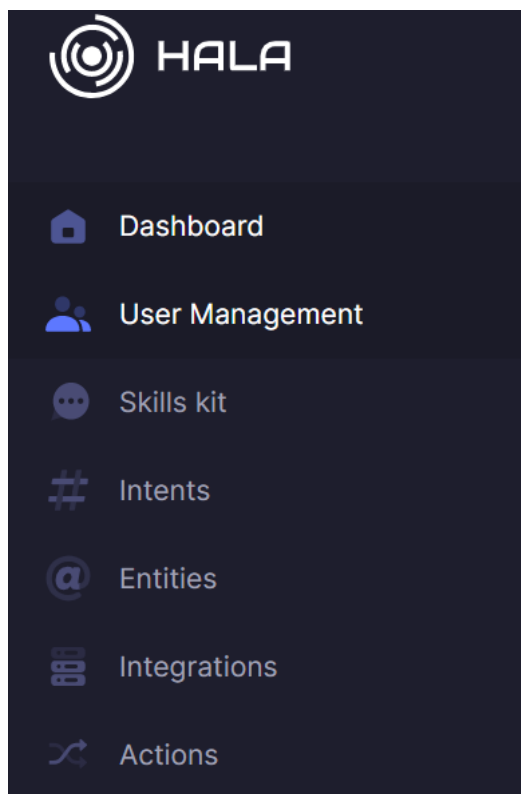 HALA
Dashboard
User Management
Skills kit
Intents
Entities
Integrations
Actions